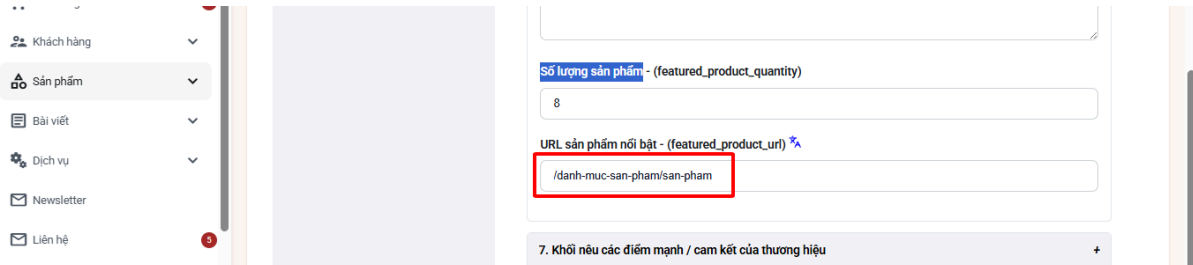 Khách hàng
Sản phẩm
Bài viết
Dịch vụ
Newsletter
Liên hệ
5
Số lượng sản phẩm - (featured_product_quantity)
8
URL sản phẩm nổi bật - (featured_product_url)
/danh-muc-san-pham/san-pham
7. Khối nêu các điểm mạnh / cam kết của thương hiệu
+